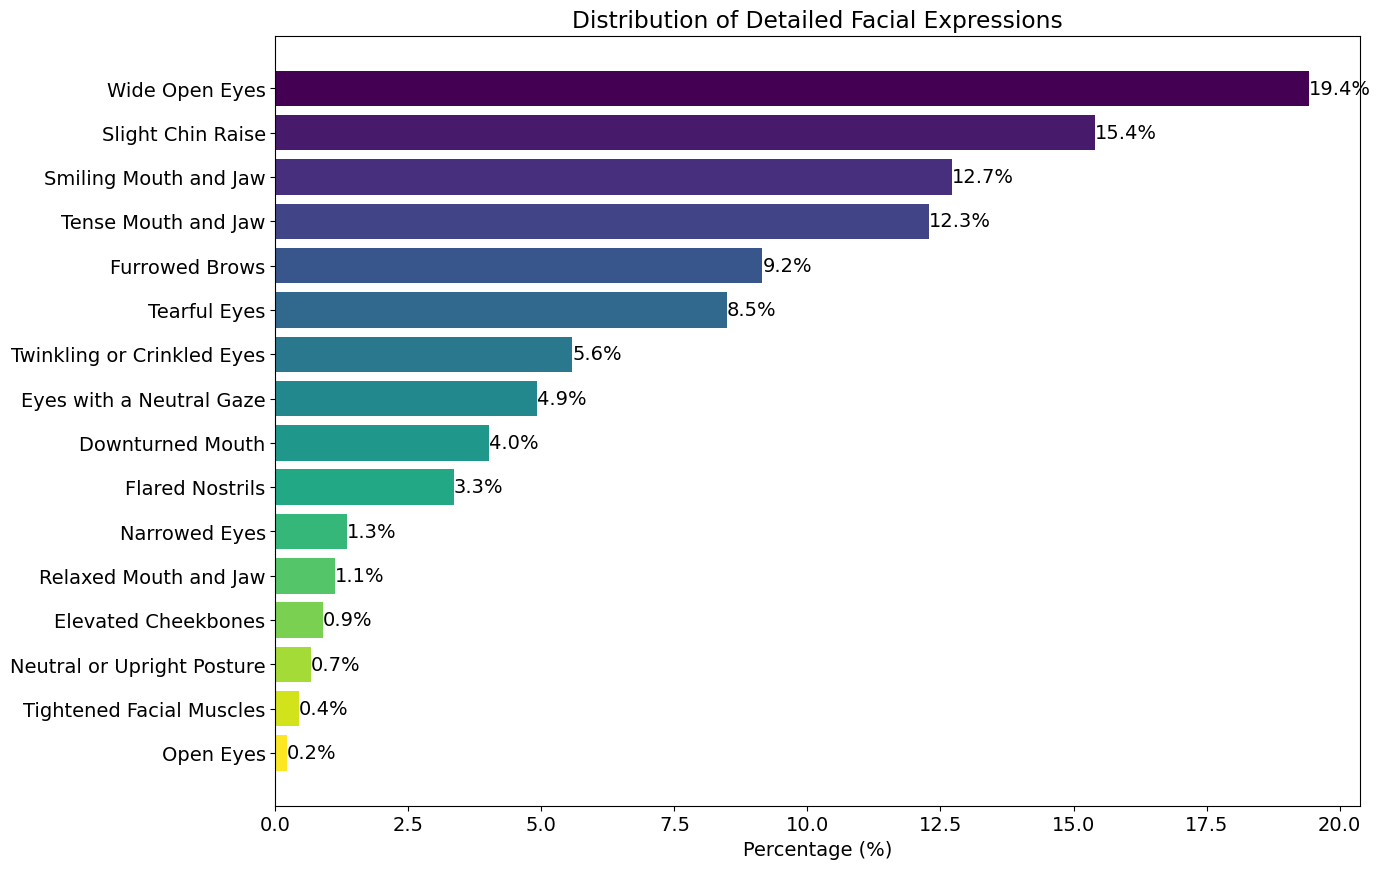 Distribution of Detailed Facial Expressions
Wide Open Eyes 19.4%
Slight Chin Raise 15.4%
Smiling Mouth and Jaw 12.7%
Tense Mouth and Jaw 12.3%
Furrowed Brows 9.2%
Tearful Eyes 8.5%
Twinkling or Crinkled Eyes 5.6%
Eyes with a Neutral Gaze 4.9%
Downturned Mouth 4.0%
Flared Nostrils 3.3%
Narrowed Eyes 1.3%
Relaxed Mouth and Jaw 1.1%
Elevated Cheekbones 0.9%
Neutral or Upright Posture 0.7%
Tightened Facial Muscles 0.4%
Open Eyes 0.2%
0.0 2.5 5.0 7.5 10.0 12.5 15.0 17.5 20.0
Percentage (%)